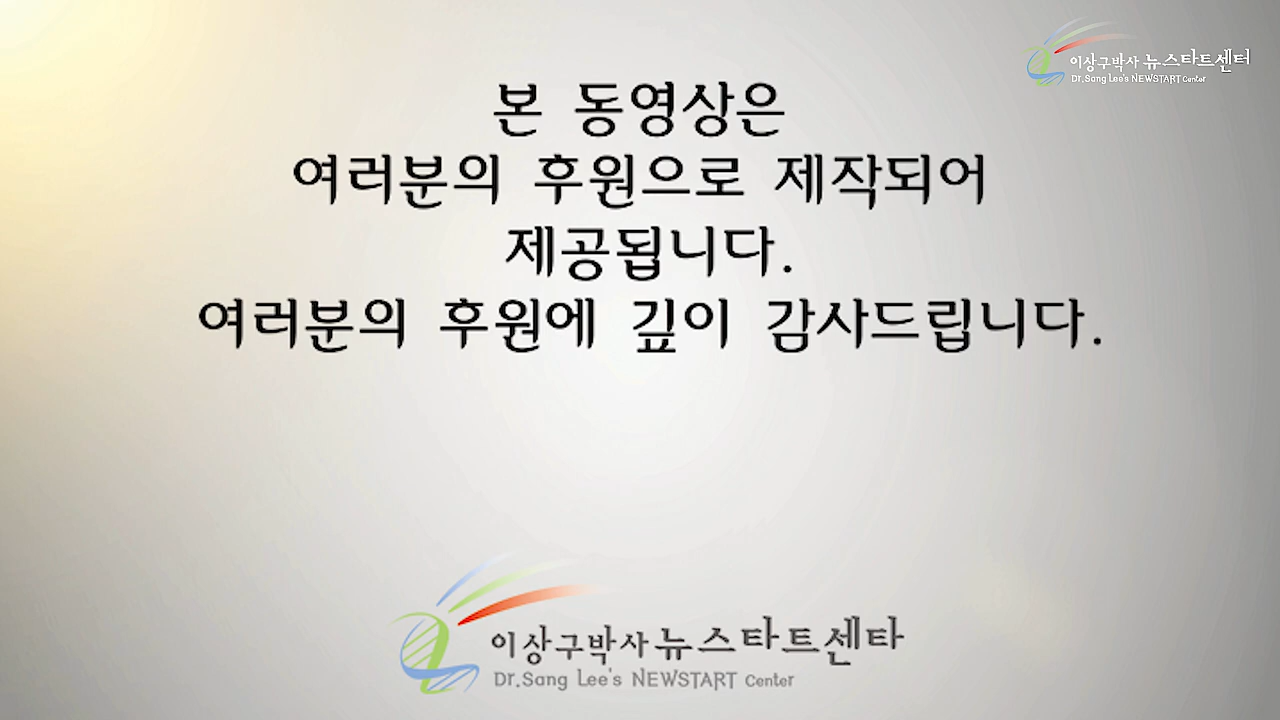 이상구박사 뉴스타트센터
Dr.Sang Lee's NEWSTART Center
본 동영상은
여러분의 후원으로 제작되어
제공됩니다.
여러분의 후원에 깊이 감사드립니다.
이상구박사 뉴스타트센타
Dr.Sang Lee's NEWSTART Center